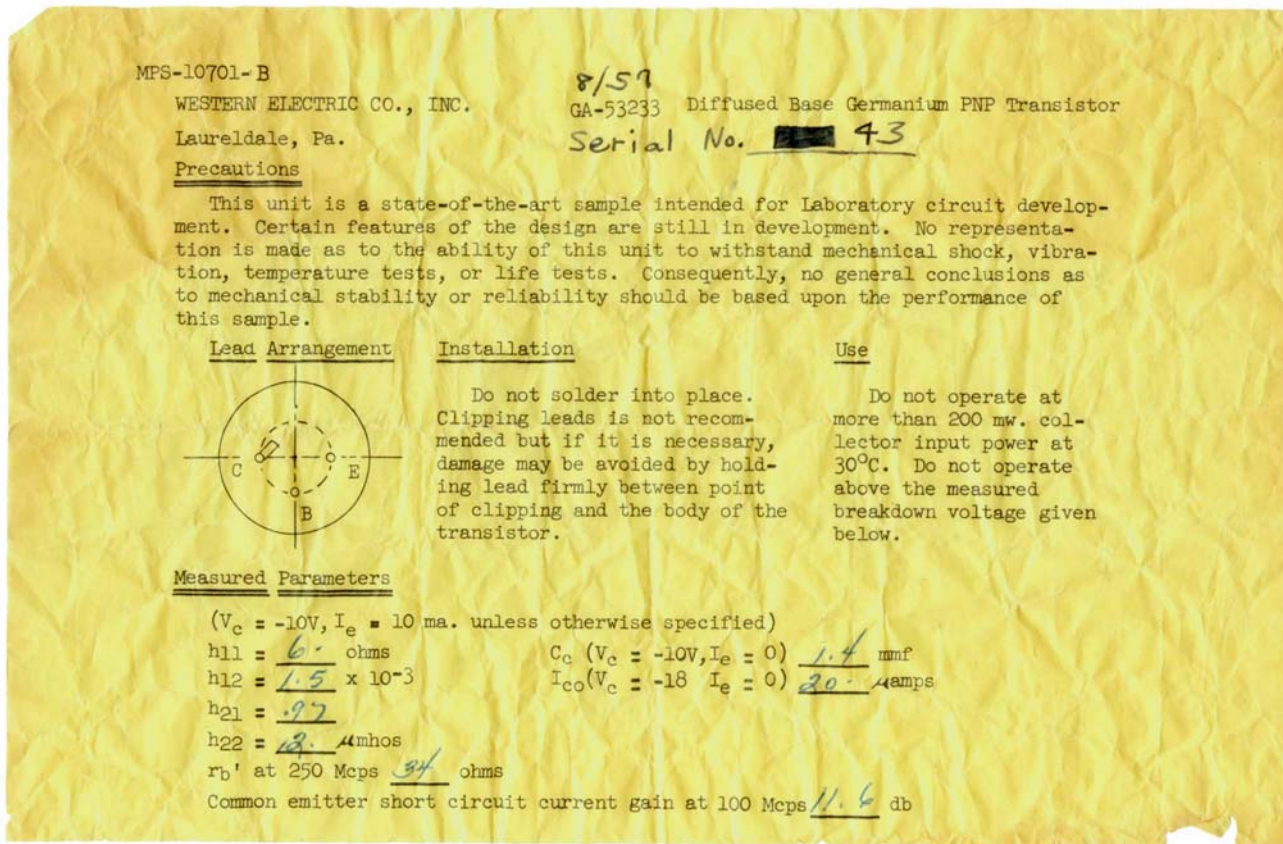 MPS-10701-B
8/57
WESTERN ELECTRIC CO., INC.
GA-53233 Diffused Base Germanium PNP Transistor
Laureldale, Pa.
Serial No. 43
Precautions
This unit is a state-of-the-art sample intended for Laboratory circuit develop-
ment. Certain features of the design are still in development. No representa-
tion is made as to the ability of this unit to withstand mechanical shock, vibra-
tion, temperature tests, or life tests. Consequently, no general conclusions as
to mechanical stability or reliability should be based upon the performance of
this sample.
Lead Arrangement
C
E
B
Installation
Do not solder into place.
Clipping leads is not recom-
mended but if it is necessary,
damage may be avoided by hold-
ing lead firmly between point
of clipping and the body of the
transistor.
Use
Do not operate at
more than 200 mw. col-
lector input power at
30°C. Do not operate
above the measured
breakdown voltage given
below.
Measured Parameters
(Vc = -10V, Ie = 10 ma. unless otherwise specified)
h11 = 6. ohms
Cc (Vc = -10V, Ie = 0) 1.4 mmf
h12 = 1.5 x 10-3
Ico(Vc = -18 Ie = 0) 20. μamps
h21 = .97
h22 = μmhos
rb' at 250 Mcps 34 ohms
Common emitter short circuit current gain at 100 Mcps 11.6 db